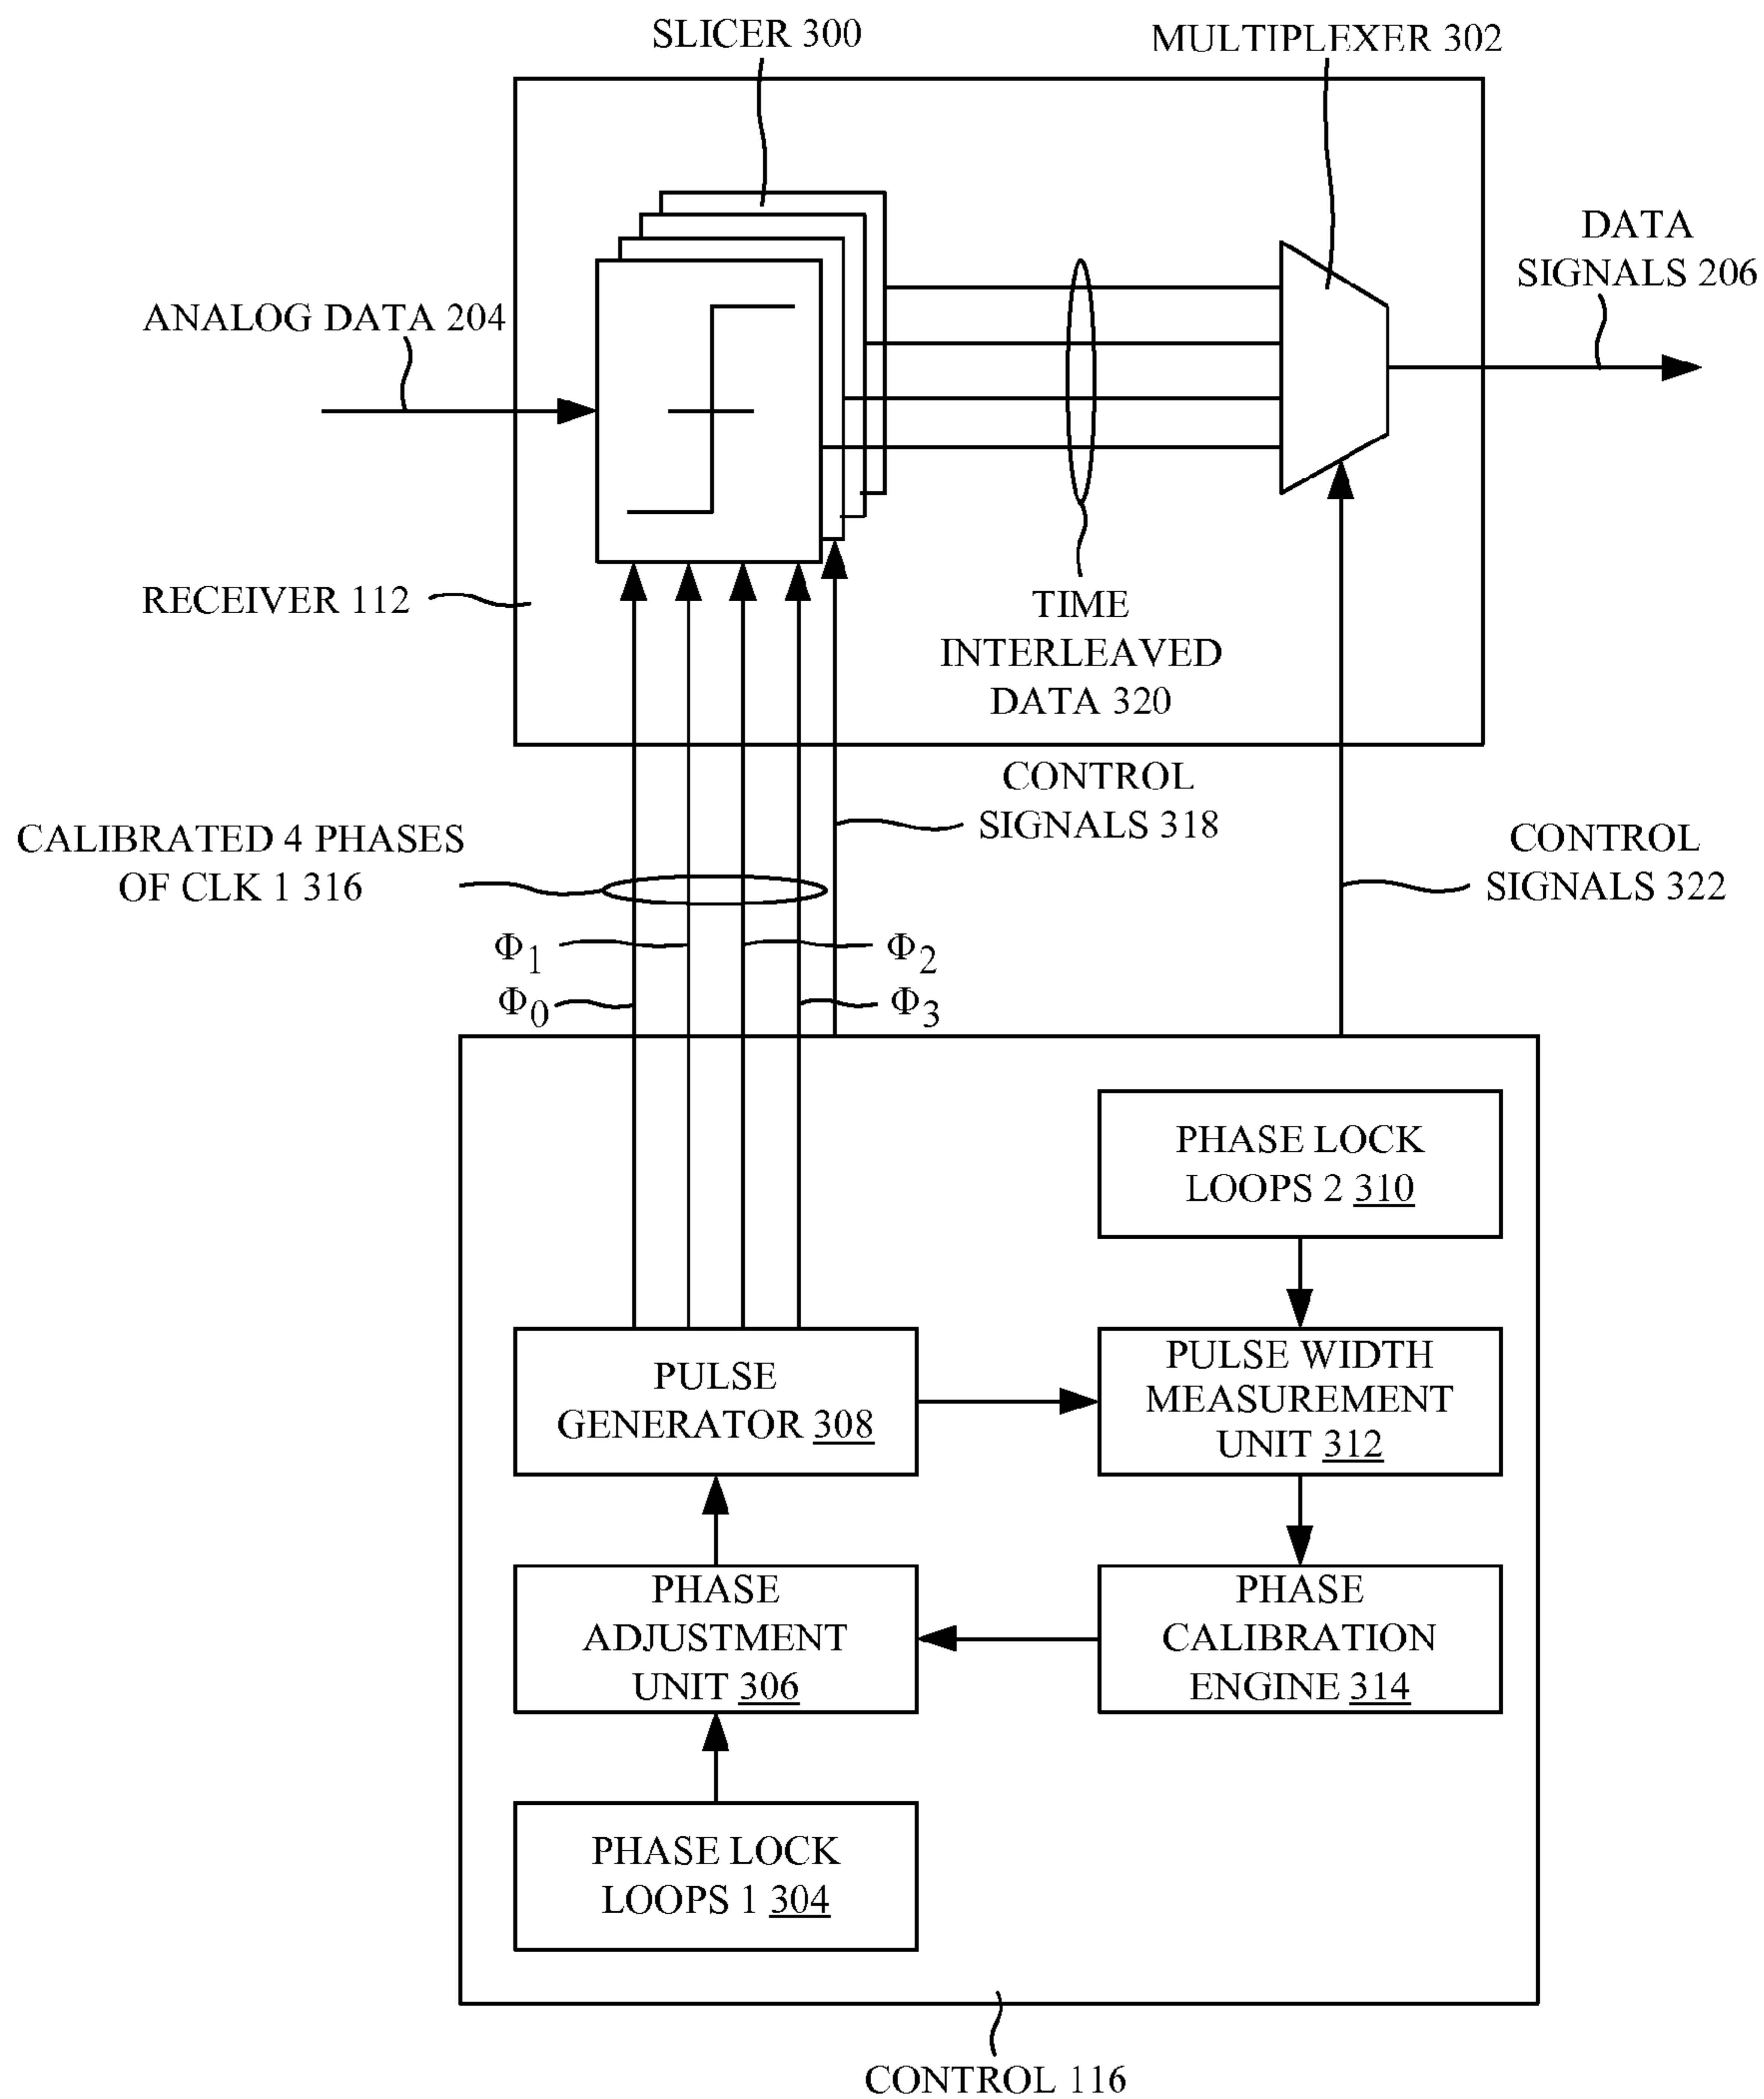 SLICER 300
MULTIPLEXER 302
DATA
SIGNALS 206
ANALOG DATA 204
RECEIVER 112
TIME
INTERLEAVED
DATA 320
CONTROL
SIGNALS 318
CALIBRATED 4 PHASES
OF CLK 1 316
CONTROL
SIGNALS 322
Φ1
Φ2
Φ0
Φ3
PHASE LOCK
LOOPS 2 310
PULSE
GENERATOR 308
PULSE WIDTH
MEASUREMENT
UNIT 312
PHASE
ADJUSTMENT
UNIT 306
PHASE
CALIBRATION
ENGINE 314
PHASE LOCK
LOOPS 1 304
CONTROL 116